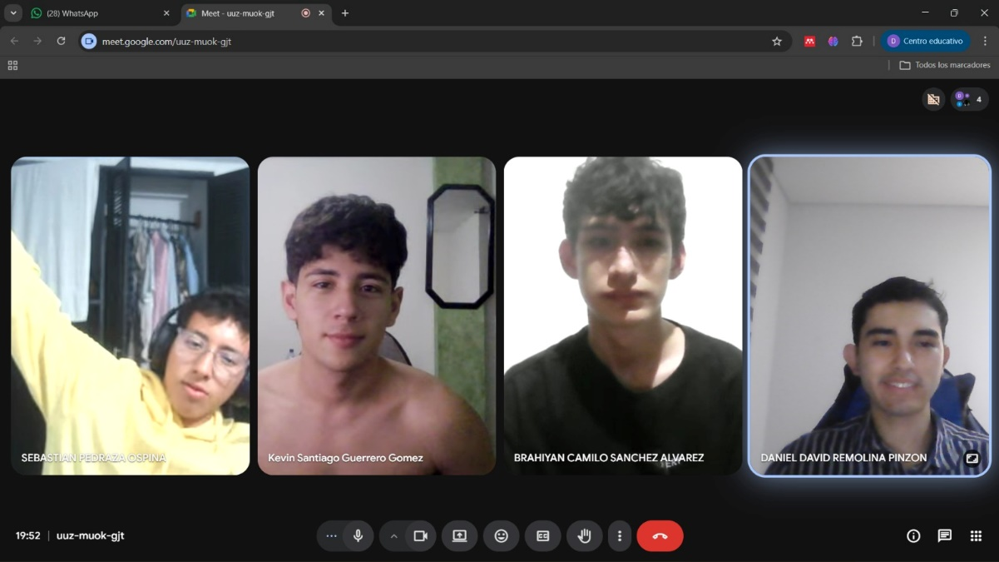 (28) WhatsApp
Meet - uuz-muok-gjt
meet.google.com/uuz-muok-gjt
D Centro educativo
Todos los marcadores
4
SEBASTIAN PEDRAZA OSPINA
Kevin Santiago Guerrero Gomez
BRAHIYAN CAMILO SANCHEZ ALVAREZ
DANIEL DAVID REMOLINA PINZON
19:52 | uuz-muok-gjt